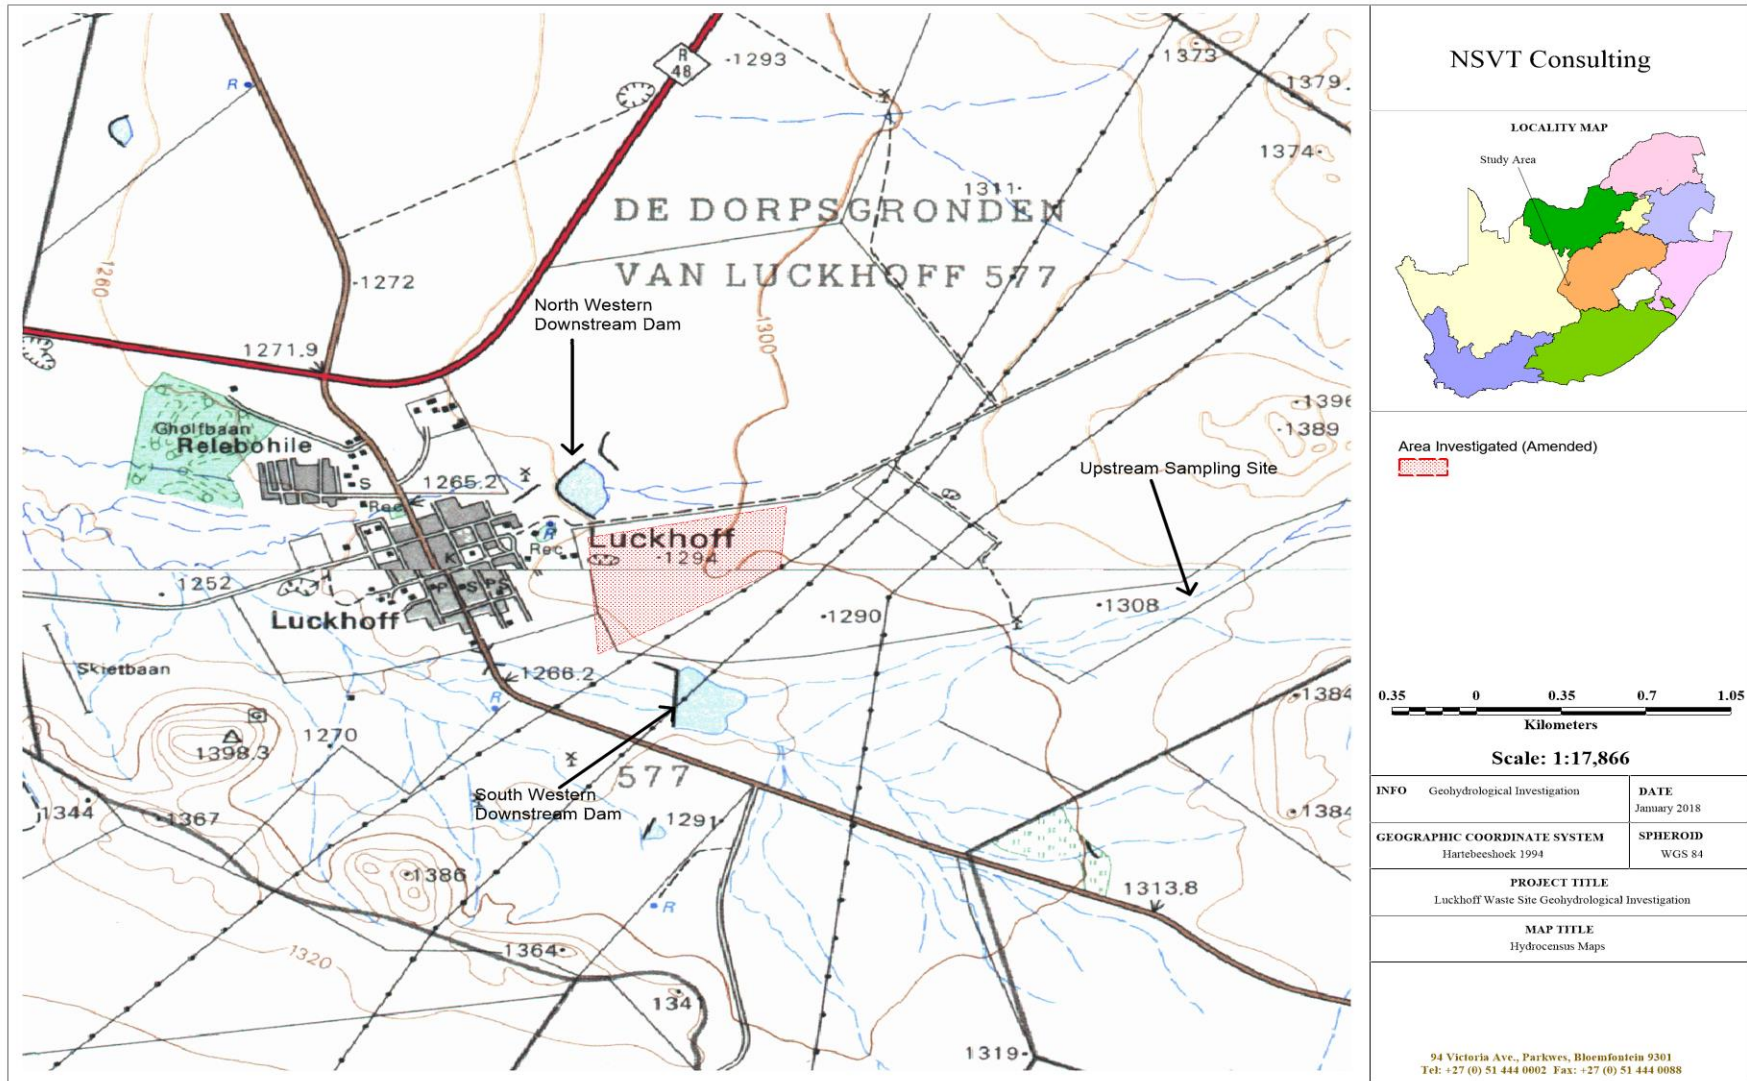 R
48
1293
1373
1379
R
1374
1311
DE DORPSGRONDEN
VAN LUCKHOFF 577
1260
1272
North Western
Downstream Dam
1300
1271.9
1396
1389
Gholfbaan
Relebohile
Upstream Sampling Site
S
1265.2
Rec
R
Rec
Luckhoff
1294
K
1252
P
S
PS
Luckhoff
1308
1290
Skietbaan
1266.2
R
1384
G
1270
1398.3
577
South Western
Downstream Dam
1344
1367
1291
1384
1386
1313.8
R
1364
1320
134
1319
NSVT Consulting
LOCALITY MAP
Study Area
Area Investigated (Amended)
0.35 0 0.35 0.7 1.05
Kilometers
Scale: 1:17,866
INFO Geohydrological Investigation
DATE
January 2018
GEOGRAPHIC COORDINATE SYSTEM
Hartebeeshoek 1994
SPHEROID
WGS 84
PROJECT TITLE
Luckhoff Waste Site Geohydrological Investigation
MAP TITLE
Hydrocensus Maps
94 Victoria Ave., Parkwes, Bloemfontein 9301
Tel: +27 (0) 51 444 0002 Fax: +27 (0) 51 444 0088